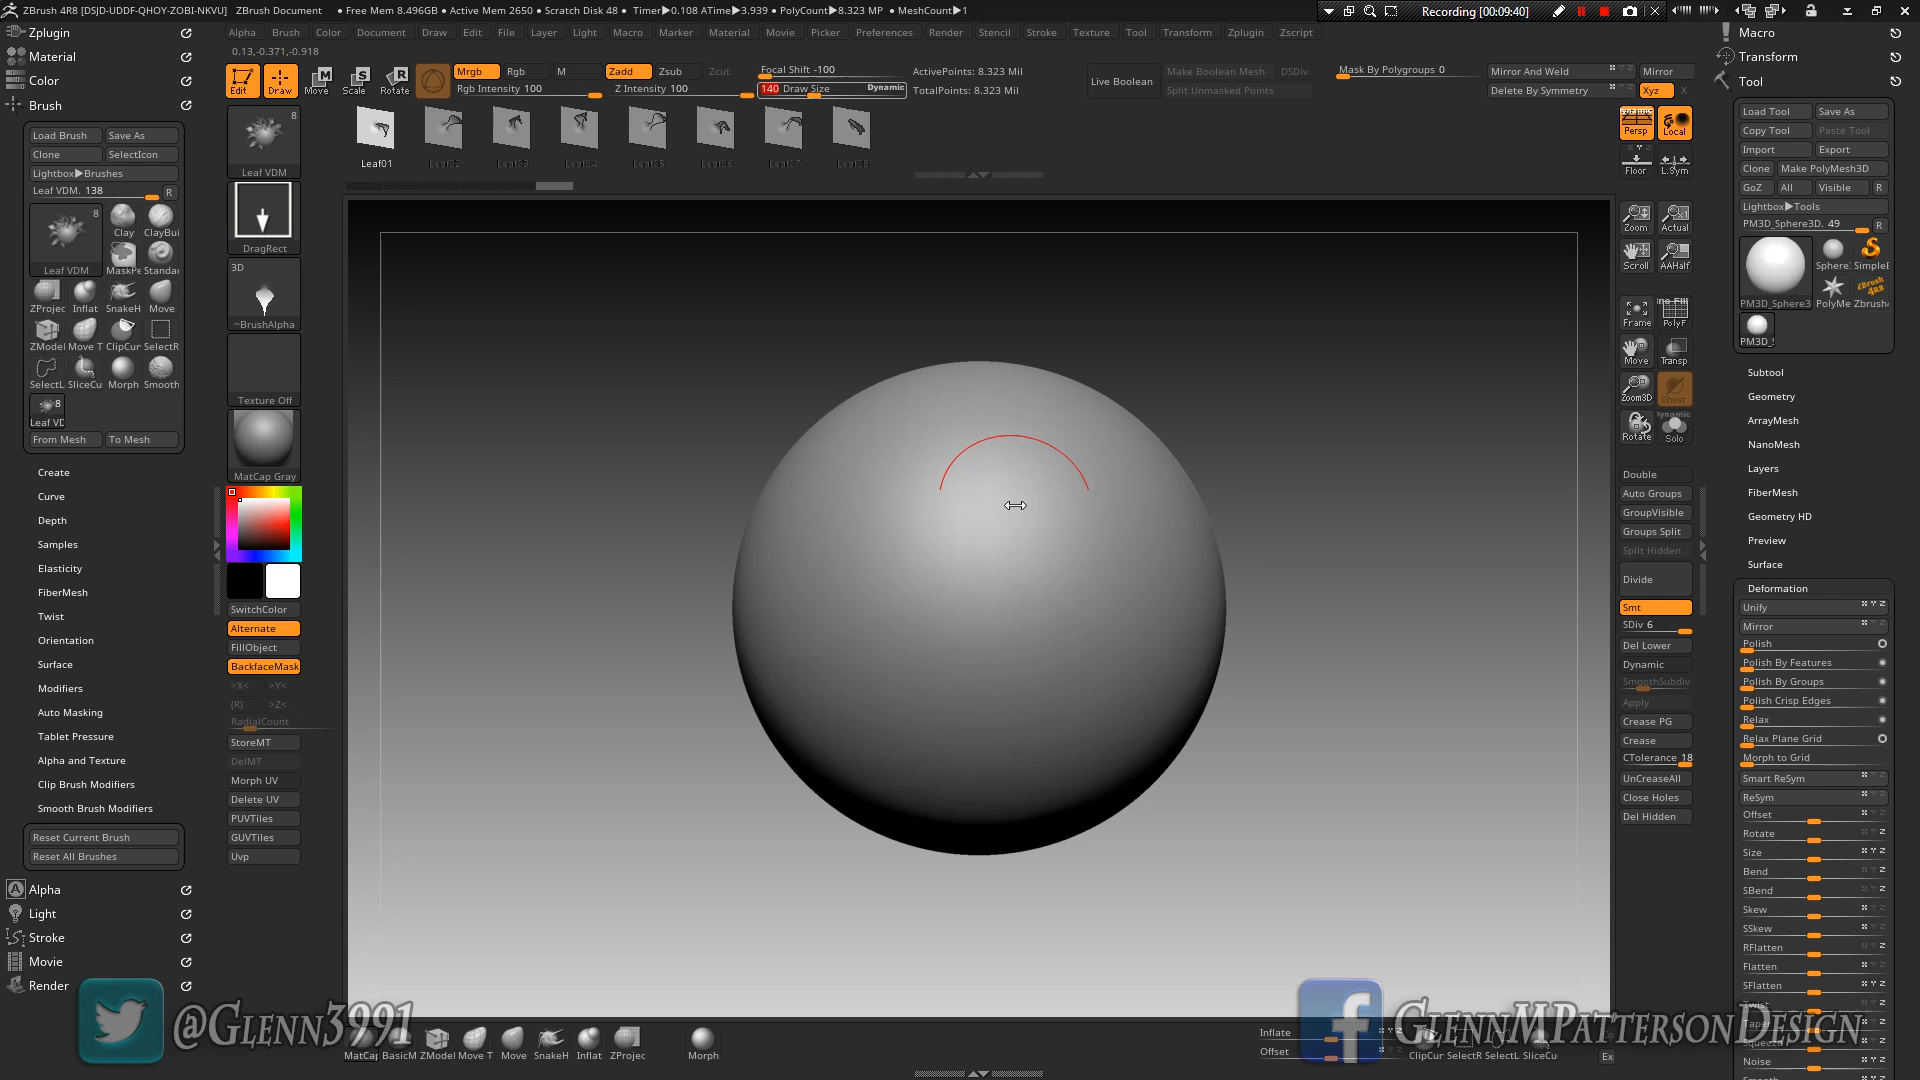 ZBrush 4R8 [DSJD-UDDF-QHOY-ZOBI-NKVU] ZBrush Document • Free Mem 8.496GB • Active Mem 2650 • Scratch Disk 48 • Timer▶0.108 ATime▶3.939 • PolyCount▶8.323 MP • MeshCount▶1
Recording [00:09:40]
Alpha Brush Color Document Draw Edit File Layer Light Macro Marker Material Movie Picker Preferences Render Stencil Stroke Texture Tool Transform Zplugin Zscript
0.13,-0.371,-0.918
Edit Draw Move Scale Rotate
Mrgb Rgb M Zadd Zsub Zcut
Rgb Intensity 100 Z Intensity 100
Focal Shift -100
140 Draw Size Dynamic
ActivePoints: 8.323 Mil
TotalPoints: 8.323 Mil
Live Boolean
Make Boolean Mesh DSDiv
Split Unmasked Points
Mask By Polygroups 0
Mirror And Weld Mirror
Delete By Symmetry Xyz X
Leaf01 Leaf02 Leaf03 Leaf04 Leaf05 Leaf06 Leaf07 Leaf08
Zplugin
Material
Color
Brush
Load Brush Save As
Clone SelectIcon
Lightbox▶Brushes
Leaf VDM. 138 R
8
Leaf VDM
Clay ClayBui
MaskPe Standa
ZProjec Inflat SnakeH Move
ZModel Move T ClipCur SelectR
SelectL SliceCu Morph Smooth
8
Leaf VD
From Mesh To Mesh
Create
Curve
Depth
Samples
Elasticity
FiberMesh
Twist
Orientation
Surface
Modifiers
Auto Masking
Tablet Pressure
Alpha and Texture
Clip Brush Modifiers
Smooth Brush Modifiers
Reset Current Brush
Reset All Brushes
Alpha
Light
Stroke
Movie
Render
8
Leaf VDM
DragRect
3D
~BrushAlpha
Texture Off
MatCap Gray
SwitchColor
Alternate
FillObject
BackfaceMask
>X< >Y<
(R) >Z<
RadialCount
StoreMT
DelMT
Morph UV
Delete UV
PUVTiles
GUVTiles
Uvp
Dynamic
Persp Local
Floor L.Sym
Zoom Actual
Scroll AAHalf
Frame PolyF
Move Transp
Zoom3D Ghost
Dynamic
Rotate Solo
Double
Auto Groups
GroupVisible
Groups Split
Split Hidden
Divide
Smt
SDiv 6
Del Lower
Dynamic
SmoothSubdiv
Apply
Crease PG
Crease
CTolerance 18
UnCreaseAll
Close Holes
Del Hidden
Macro
Transform
Tool
Load Tool Save As
Copy Tool Paste Tool
Import Export
Clone Make PolyMesh3D
GoZ All Visible R
Lightbox▶Tools
PM3D_Sphere3D. 49 R
PM3D_Sphere3
Sphere SimpleB
PolyMe Zbrush
PM3D_S
Subtool
Geometry
ArrayMesh
NanoMesh
Layers
FiberMesh
Geometry HD
Preview
Surface
Deformation
Unify
Mirror
Polish
Polish By Features
Polish By Groups
Polish Crisp Edges
Relax
Relax Plane Grid
Morph to Grid
Smart ReSym
ReSym
Offset
Rotate
Size
Bend
SBend
Skew
SSkew
RFlatten
Flatten
SFlatten
Twist
Taper
Squeeze
Noise
Smooth
@Glenn3991
MatCap BasicM ZModel Move T Move SnakeH Inflat ZProjec Morph
Inflate
Offset
ClipCur SelectR SelectL SliceCu
Ex
GlennMPattersonDesign